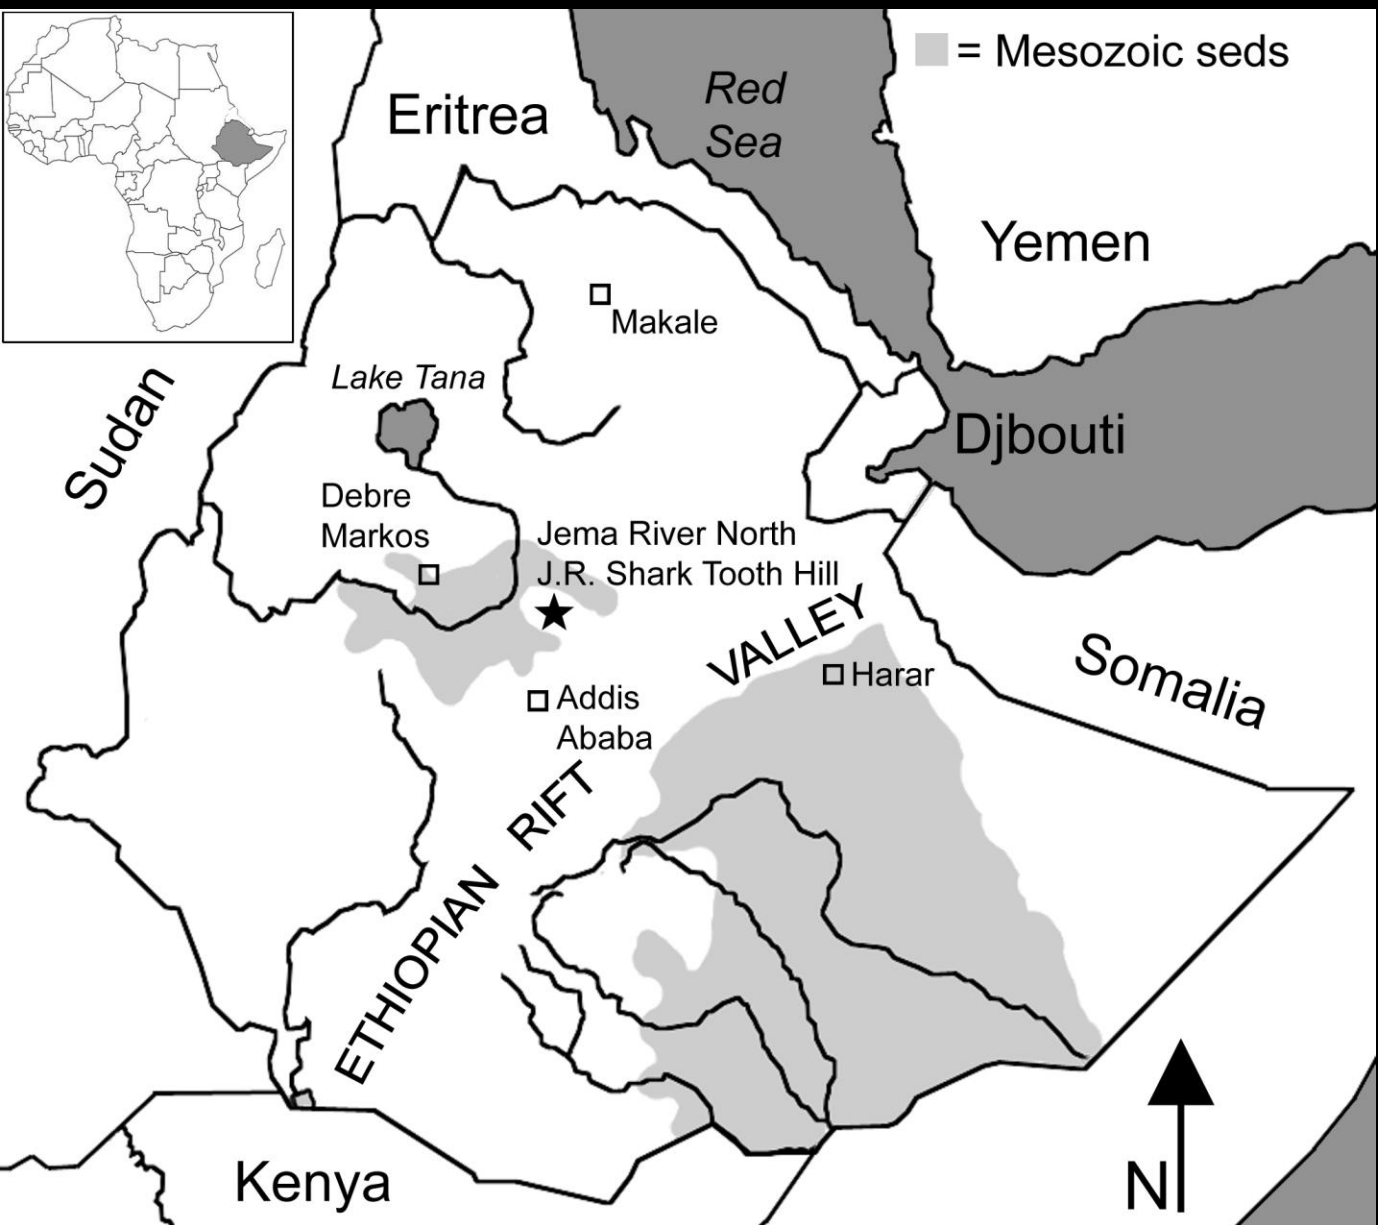 = Mesozoic seds
Red
Sea
Eritrea
Yemen
Makale
Lake Tana
Sudan
Djbouti
Debre
Markos
Jema River North
J.R. Shark Tooth Hill
VALLEY
Harar
Somalia
Addis
Ababa
RIFT
ETHIOPIAN
Kenya
N